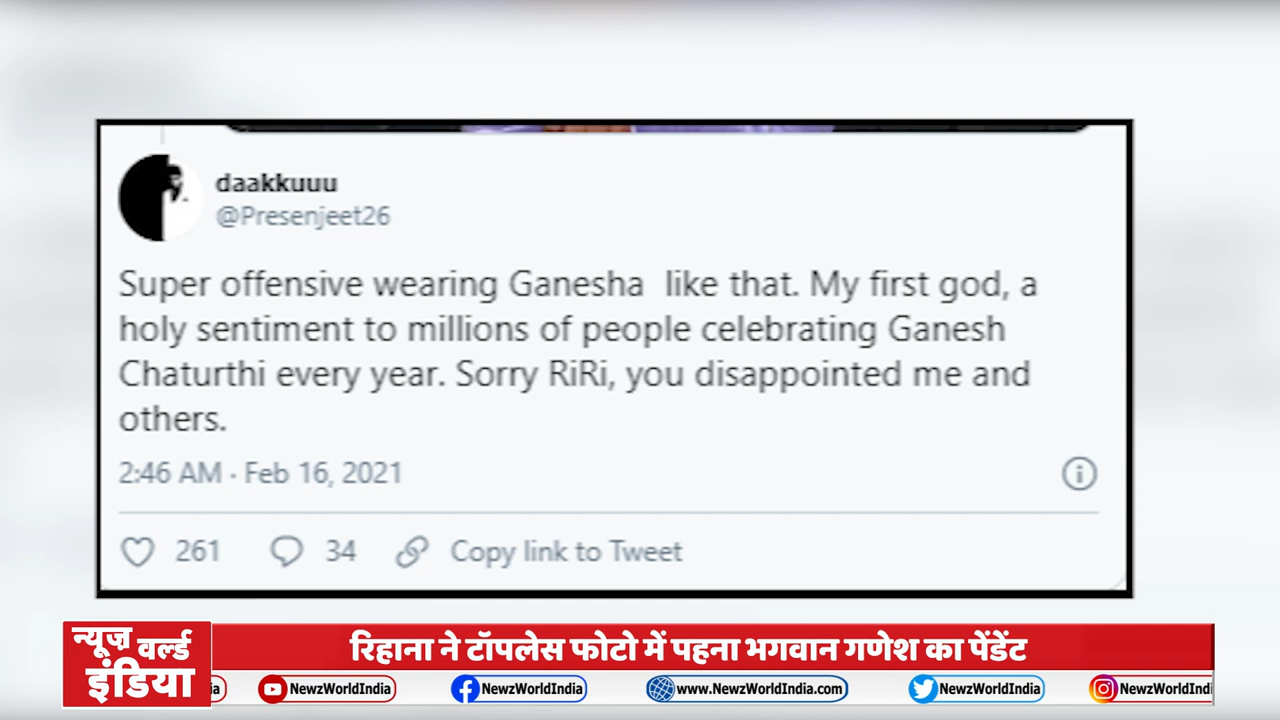 daakkuuu
@Presenjeet26
Super offensive wearing Ganesha like that. My first god, a
holy sentiment to millions of people celebrating Ganesh
Chaturthi every year. Sorry RiRi, you disappointed me and
others.
2:46 AM · Feb 16, 2021
261 34 Copy link to Tweet
न्यूज़ वर्ल्ड
इंडिया
रिहाना ने टॉपलेस फोटो में पहना भगवान गणेश का पेंडेंट
ia NewzWorldIndia NewzWorldIndia www.NewzWorldIndia.com NewzWorldIndia NewzWorldIndi